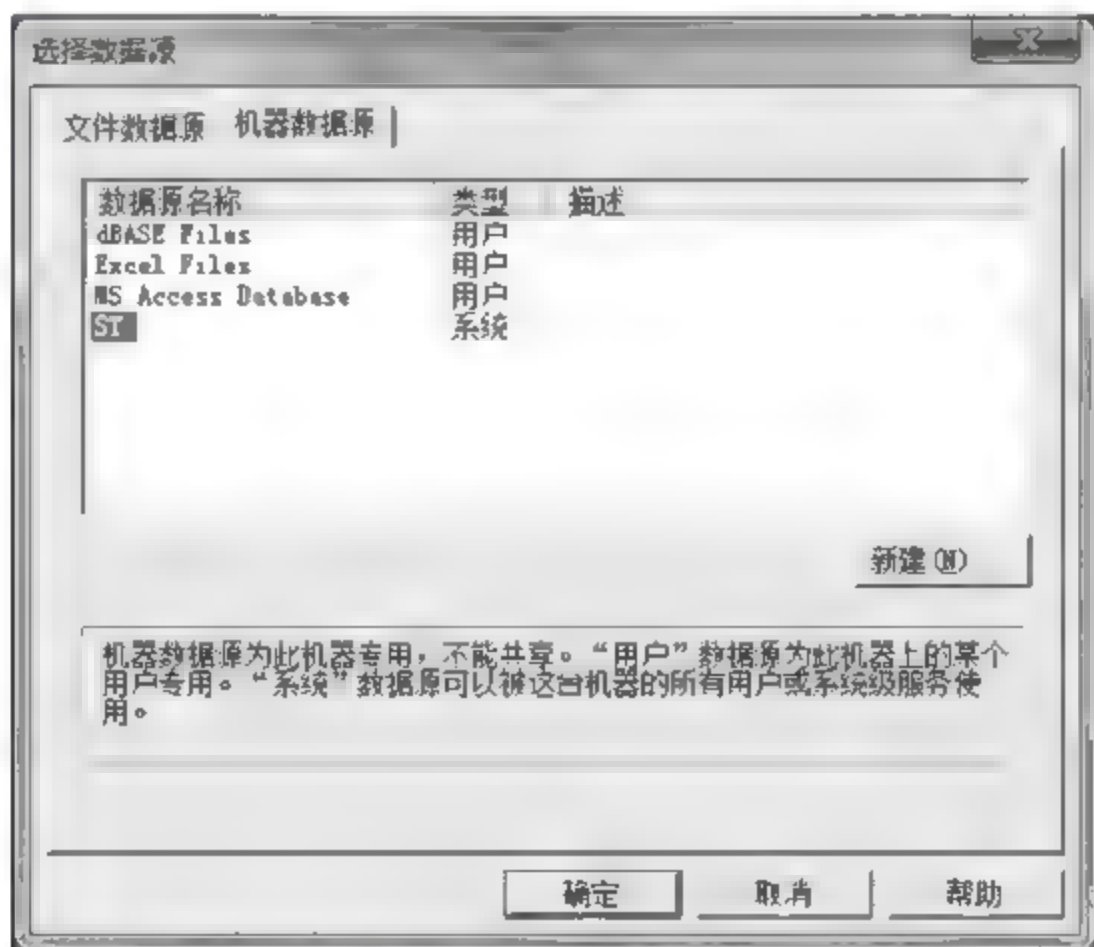 选择数据源
文件数据源 机器数据源
数据源名称 类型 描述
dBASE Files 用户
Excel Files 用户
MS Access Database 用户
ST 系统
新建(N)
机器数据源为此机器专用，不能共享。“用户”数据源为此机器上的某个
用户专用。“系统”数据源可以被这台机器的所有用户或系统级服务使
用。
确定 取消 帮助